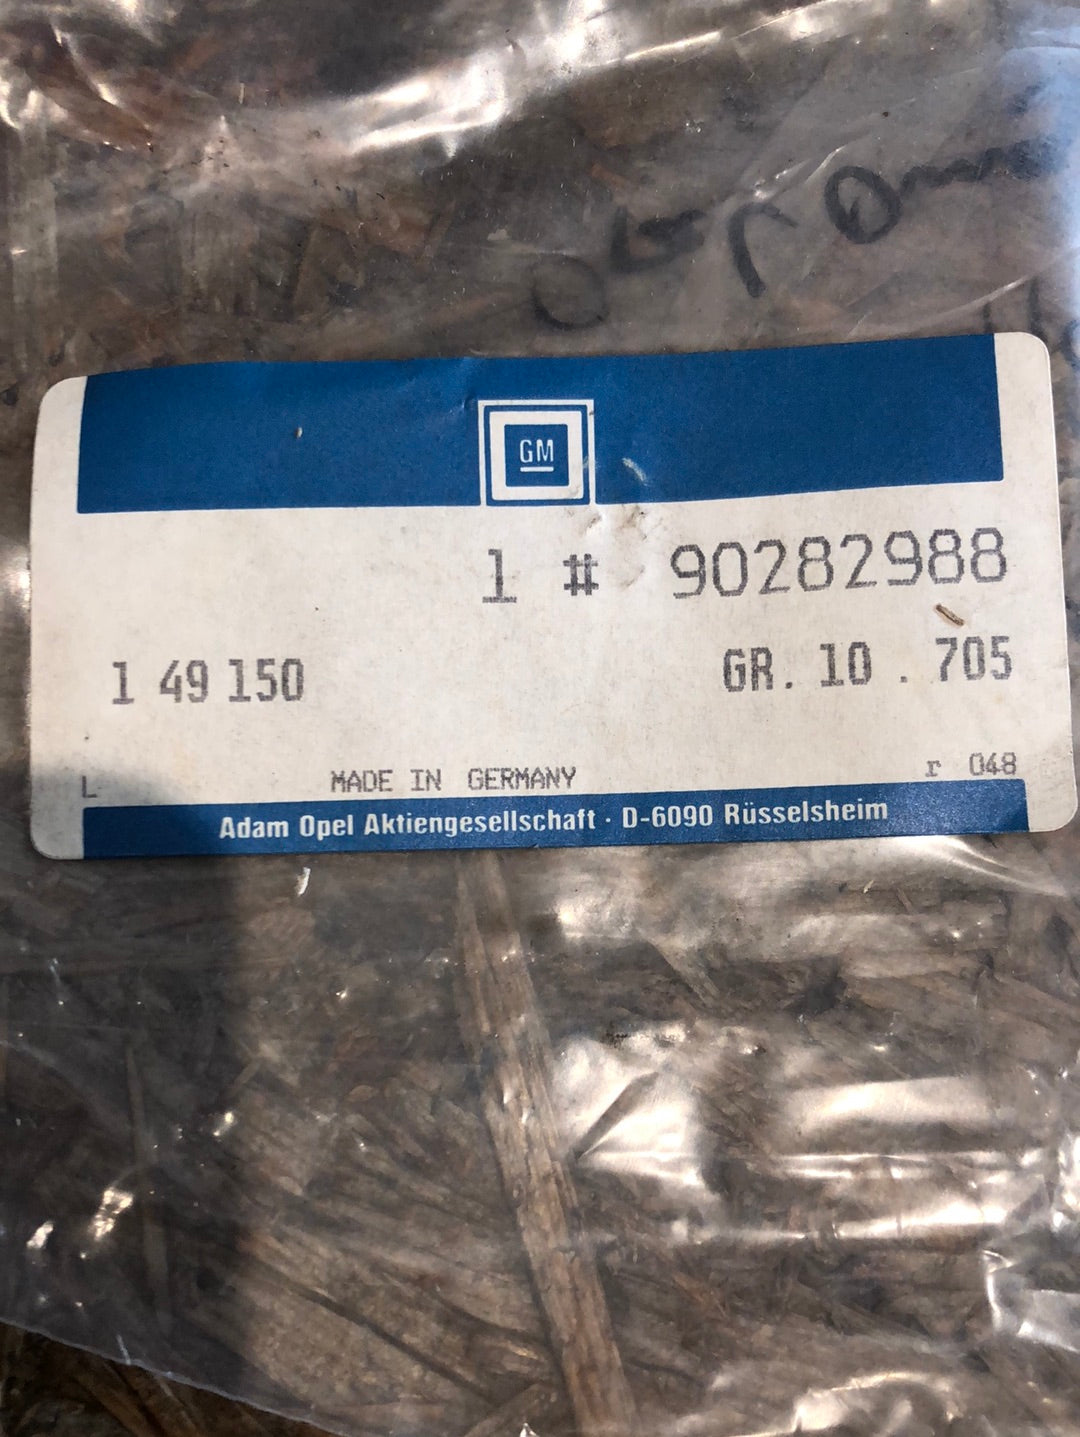 GM
1 # 90282988
1 49 150 GR. 10 . 705
L MADE IN GERMANY r 048
Adam Opel Aktiengesellschaft · D-6090 Rüsselsheim